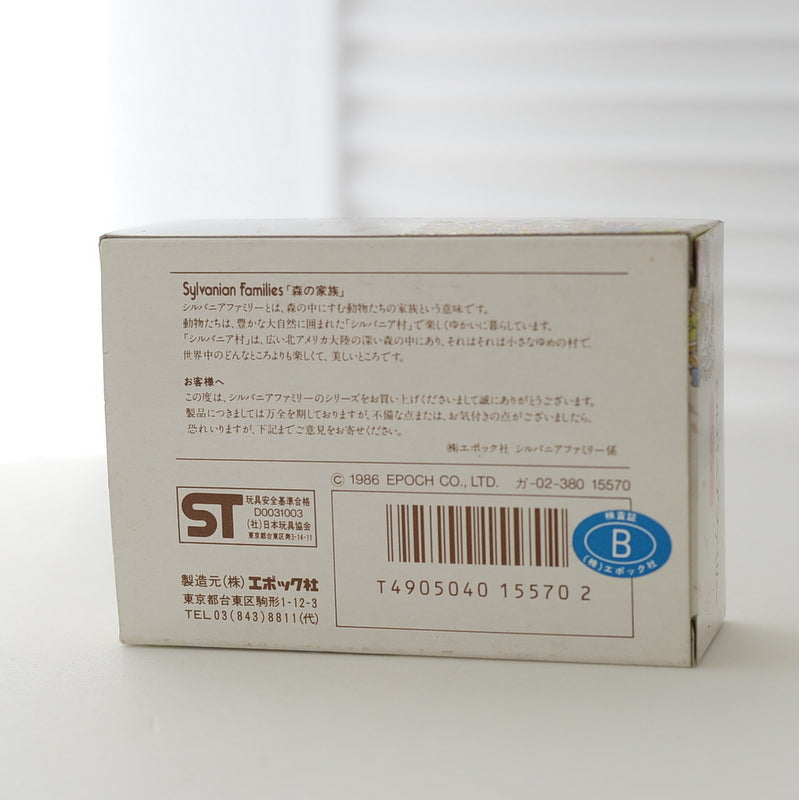 Sylvanian Families「森の家族」
シルバニアファミリーとは、森の中にすむ動物たちの家族という意味です。
動物たちは、豊かな大自然に囲まれた「シルバニア村」で楽しくゆかいに暮らしています。
「シルバニア村」は、広い北アメリカ大陸の深い森の中にあり、それはそれは小さなゆめの村で、
世界中のどんなところよりも楽しくて、美しいところです。
お客様へ
この度は、シルバニアファミリーのシリーズをお買い上げくださいまして誠にありがとうございます。
製品につきましては万全を期しておりますが、不備な点または、お気付きの点がございましたら、
恐れいりますが、下記までご意見をお寄せください。
㈱エポック社 シルバニアファミリー係
© 1986 EPOCH CO., LTD. ガ-02-380 15570
ST
玩具安全基準合格
D0031003
(社)日本玩具協会
東京都台東区寿3-14-11
製造元(株)エポック社
東京都台東区駒形1-12-3
TEL 03(843)8811(代)
T4905040 15570 2
検査証
B
(株)エポック社